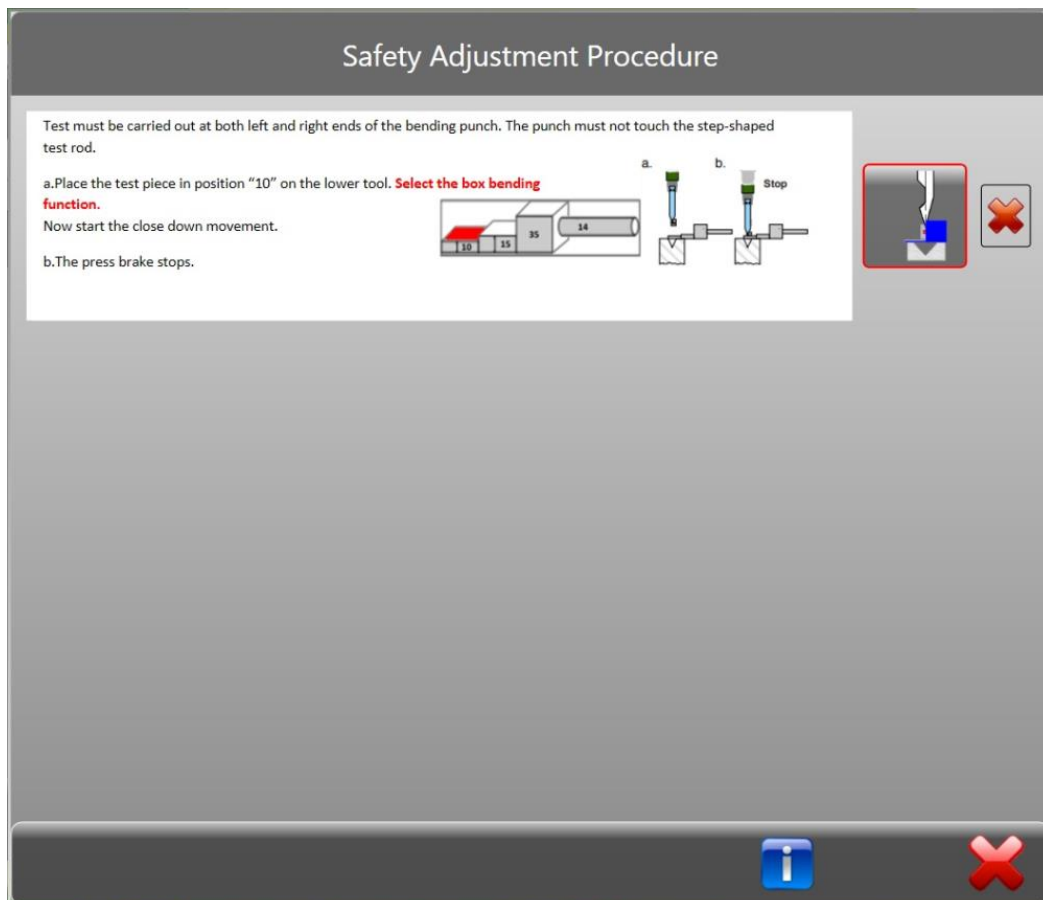 Safety Adjustment Procedure
Test must be carried out at both left and right ends of the bending punch. The punch must not touch the step-shaped
test rod.
a.Place the test piece in position “10” on the lower tool. Select the box bending
function.
Now start the close down movement.
b.The press brake stops.
10
15
35
14
a.
b.
Stop
i